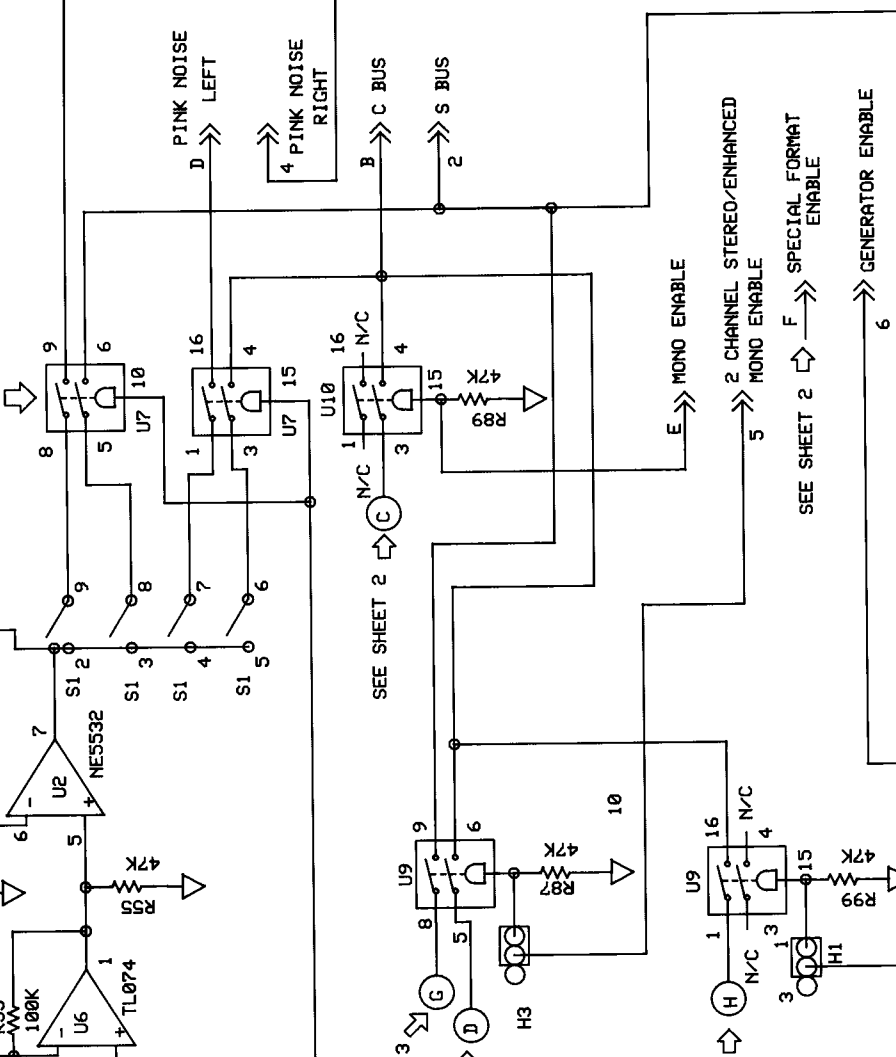 PINK NOISE
LEFT
D
4
PINK NOISE
RIGHT
C BUS
B
S BUS
2
9
6
10
8
5
U7
16
4
15
1
3
U7
U10
16
N/C
4
15
1
N/C
3
47K
R89
C
SEE SHEET 2
E
MONO ENABLE
2 CHANNEL STEREO/ENHANCED
MONO ENABLE
5
SEE SHEET 2
F
SPECIAL FORMAT
ENABLE
GENERATOR ENABLE
6
9
8
7
6
S1
2
S1
3
S1
4
S1
5
7
U2
NE5532
-
+
6
5
47K
R55
1
100K
U6
-
+
TL074
U9
9
6
8
5
47K
R87
10
G
3
D
H3
U9
16
4
N/C
15
1
3
N/C
47K
R99
H
1
3
H1